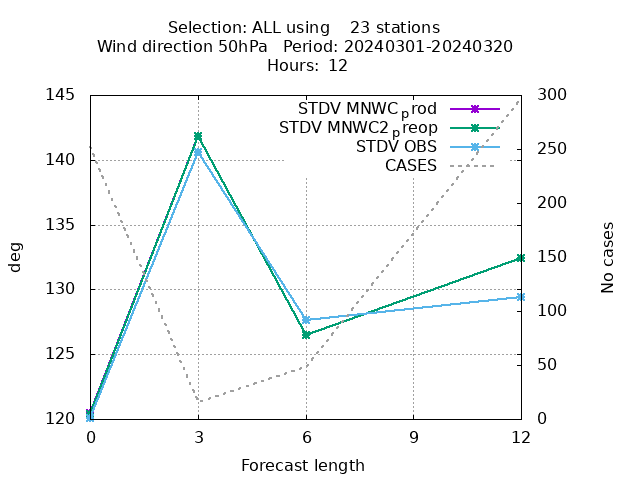 Selection: ALL using    23 stations
Wind direction 50hPa   Period: 20240301-20240320
Hours:  12
145
140
135
130
125
120
300
250
200
150
100
50
0
STDV MNWC_prod
STDV MNWC2_preop
STDV OBS
CASES
deg
No cases
0 3 6 9 12
Forecast length